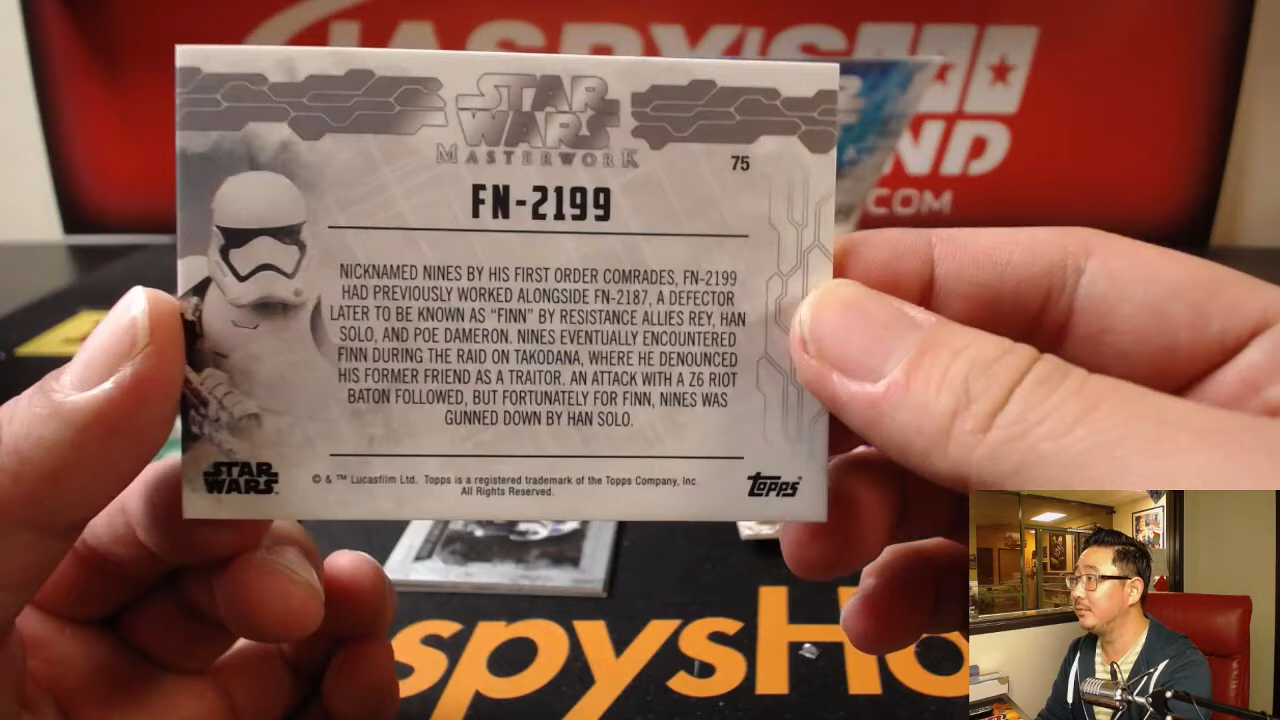 JASPY'S
ND
.COM
STAR
WARS
MASTERWORK
75
FN-2199
NICKNAMED NINES BY HIS FIRST ORDER COMRADES, FN-2199
HAD PREVIOUSLY WORKED ALONGSIDE FN-2187, A DEFECTOR
LATER TO BE KNOWN AS "FINN" BY RESISTANCE ALLIES REY, HAN
SOLO, AND POE DAMERON. NINES EVENTUALLY ENCOUNTERED
FINN DURING THE RAID ON TAKODANA, WHERE HE DENOUNCED
HIS FORMER FRIEND AS A TRAITOR. AN ATTACK WITH A Z6 RIOT
BATON FOLLOWED, BUT FORTUNATELY FOR FINN, NINES WAS
GUNNED DOWN BY HAN SOLO.
STAR
WARS
© & ™ Lucasfilm Ltd. Topps is a registered trademark of the Topps Company, Inc.
All Rights Reserved.
Topps
spysHo